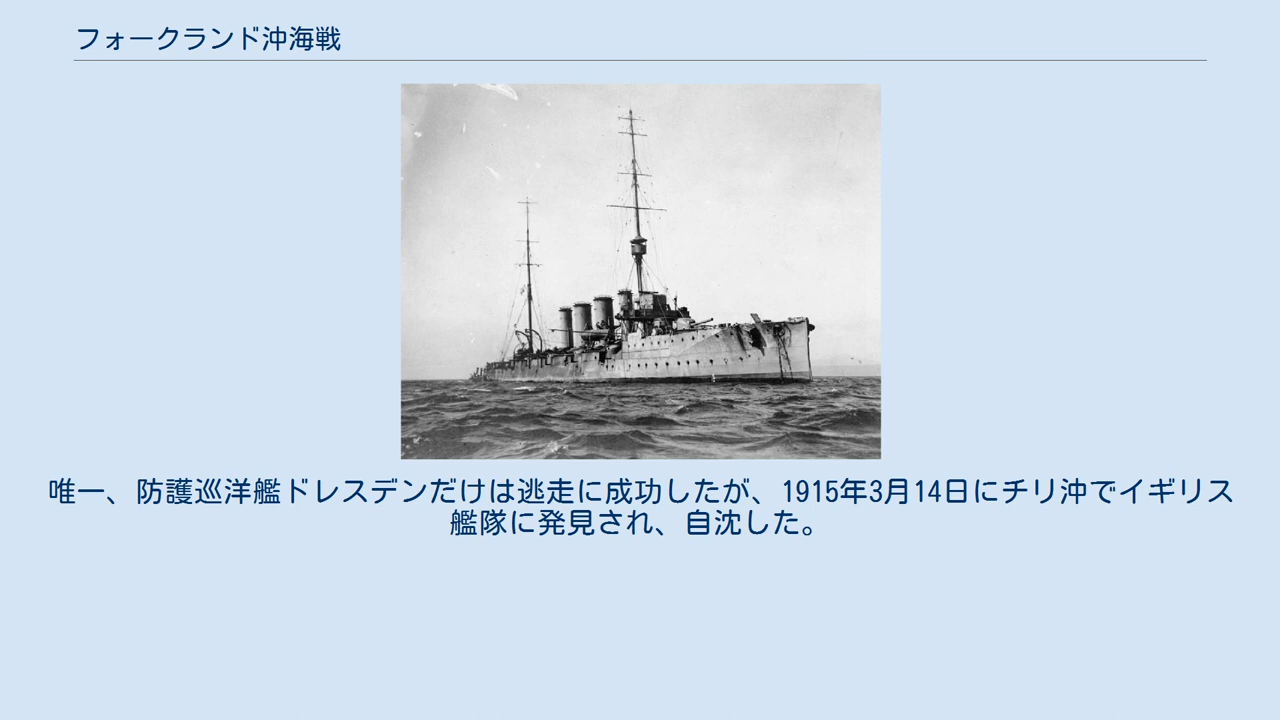 フォークランド沖海戦
唯一、防護巡洋艦ドレスデンだけは逃走に成功したが、1915年3月14日にチリ沖でイギリス
艦隊に発見され、自沈した。